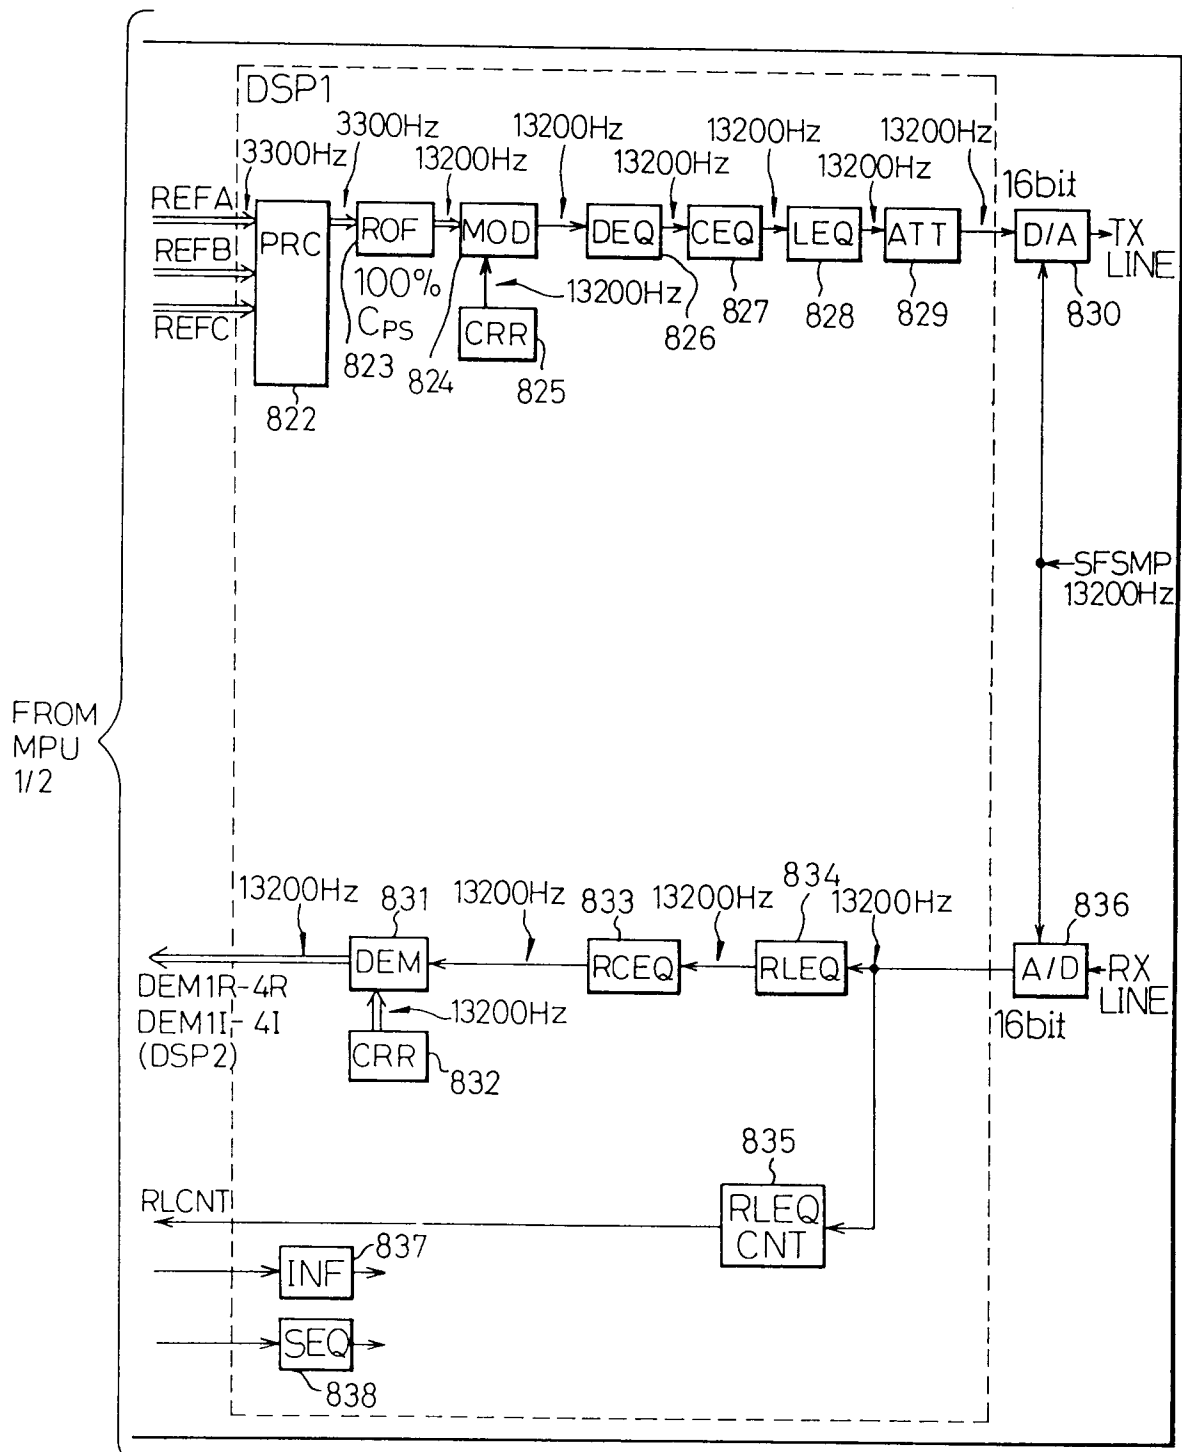 DSP1
3300Hz
3300Hz
13200Hz
13200Hz
13200Hz
13200Hz
13200Hz
13200Hz
16bit
REFA
REFB
REFC
PRC
ROF
MOD
DEQ
CEQ
LEQ
ATT
D/A
TX
LINE
100%
CPS
13200Hz
CRR
822
823
824
825
826
827
828
829
830
SFSMP
13200Hz
FROM
MPU
1/2
13200Hz
831
13200Hz
833
13200Hz
834
13200Hz
836
DEM
RCEQ
RLEQ
A/D
RX
LINE
16bit
DEM1R-4R
DEM1I-4I
(DSP2)
13200Hz
CRR
832
835
RLCNT
RLEQ
CNT
837
INF
SEQ
838